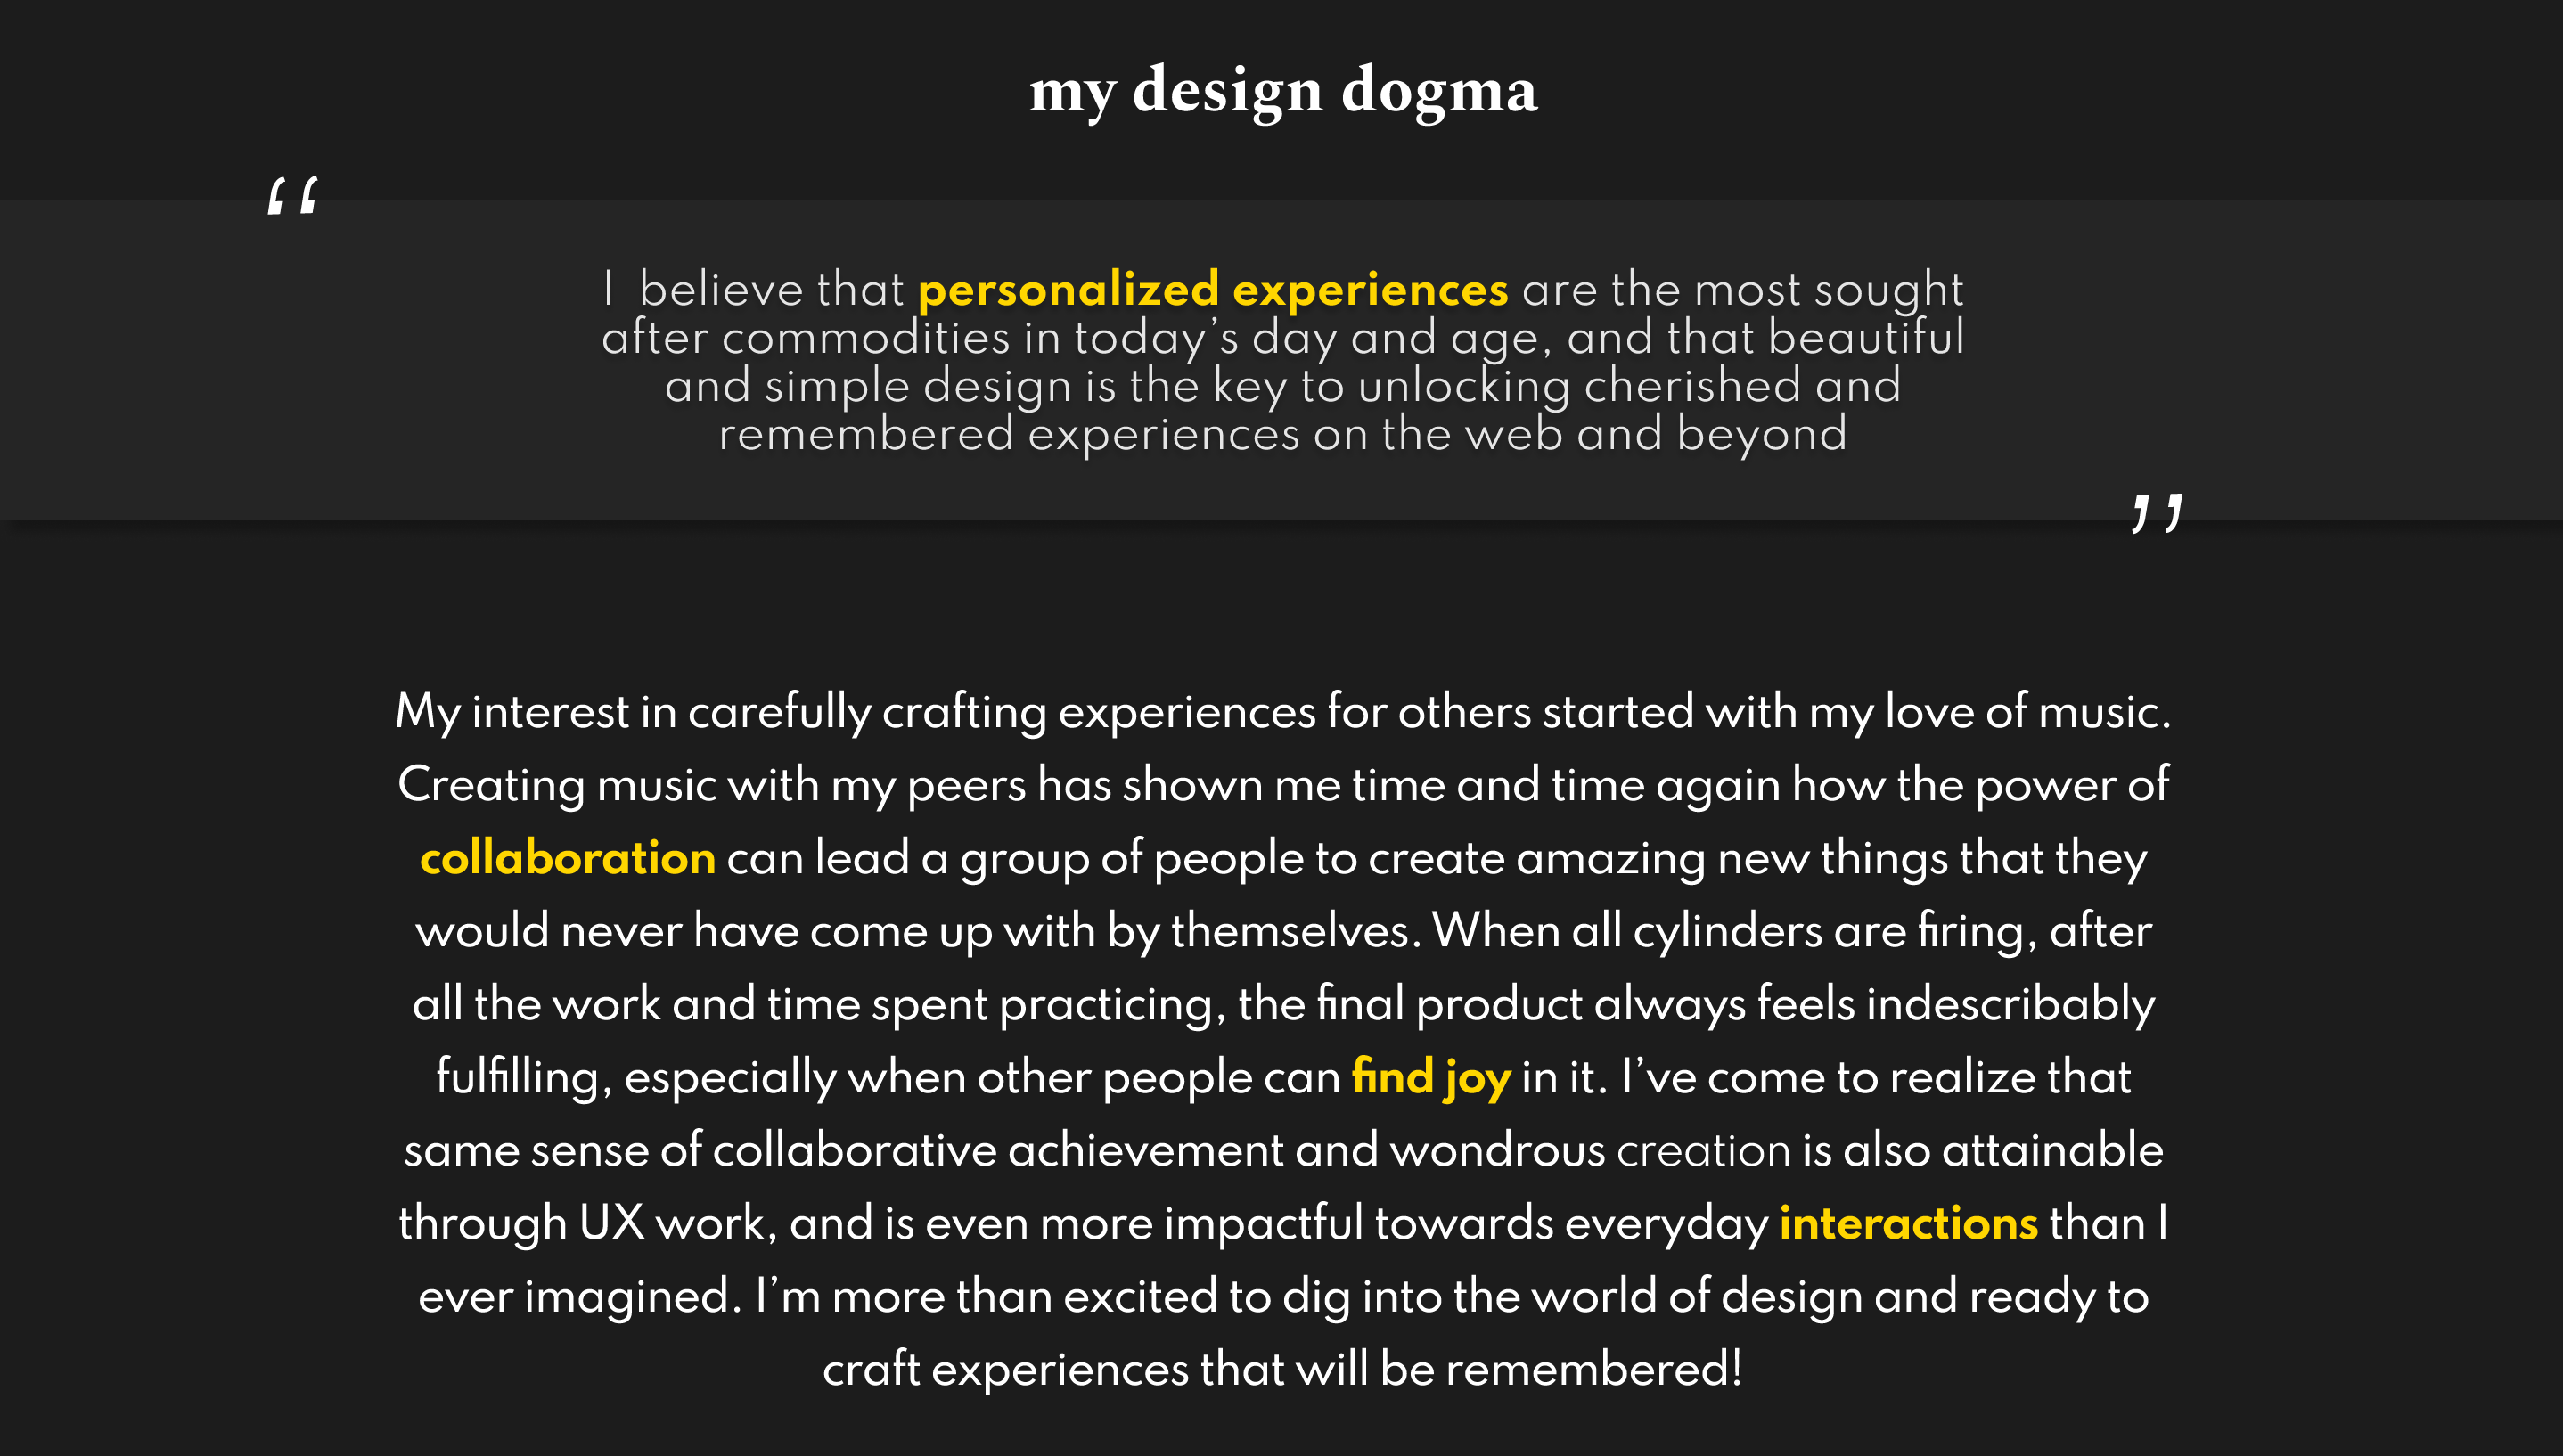 my design dogma
“
I believe that personalized experiences are the most sought
after commodities in today’s day and age, and that beautiful
and simple design is the key to unlocking cherished and
remembered experiences on the web and beyond
”
My interest in carefully crafting experiences for others started with my love of music.
Creating music with my peers has shown me time and time again how the power of
collaboration can lead a group of people to create amazing new things that they
would never have come up with by themselves. When all cylinders are firing, after
all the work and time spent practicing, the final product always feels indescribably
fulfilling, especially when other people can find joy in it. I’ve come to realize that
same sense of collaborative achievement and wondrous creation is also attainable
through UX work, and is even more impactful towards everyday interactions than I
ever imagined. I’m more than excited to dig into the world of design and ready to
craft experiences that will be remembered!